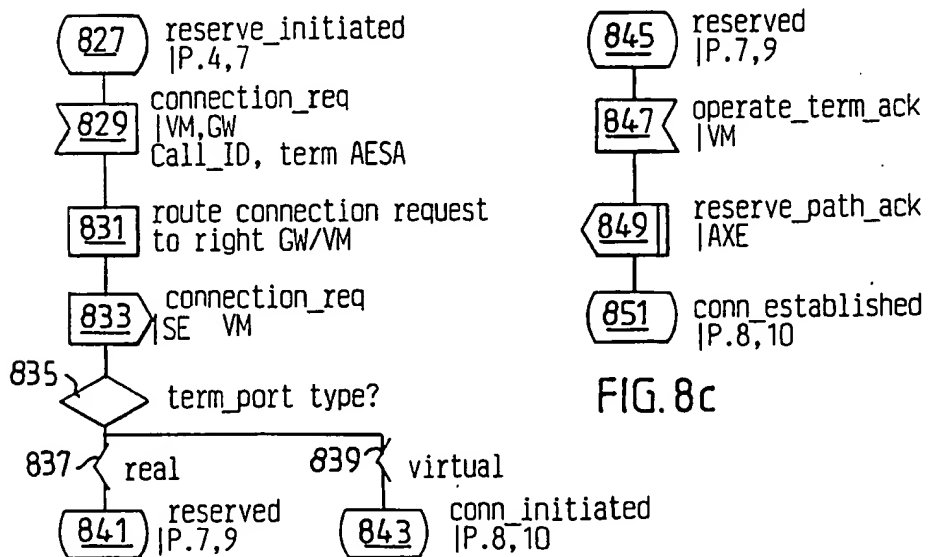 827 reserve_initiated
|P.4,7
829 connection_req
|VM,GW
Call_ID, term AESA
831 route connection request
to right GW/VM
833 connection_req
|SE VM
835 term_port type?
837 real
839 virtual
841 reserved
|P.7,9
843 conn_initiated
|P.8,10
845 reserved
|P.7,9
847 operate_term_ack
|VM
849 reserve_path_ack
|AXE
851 conn_established
|P.8,10
FIG. 8c